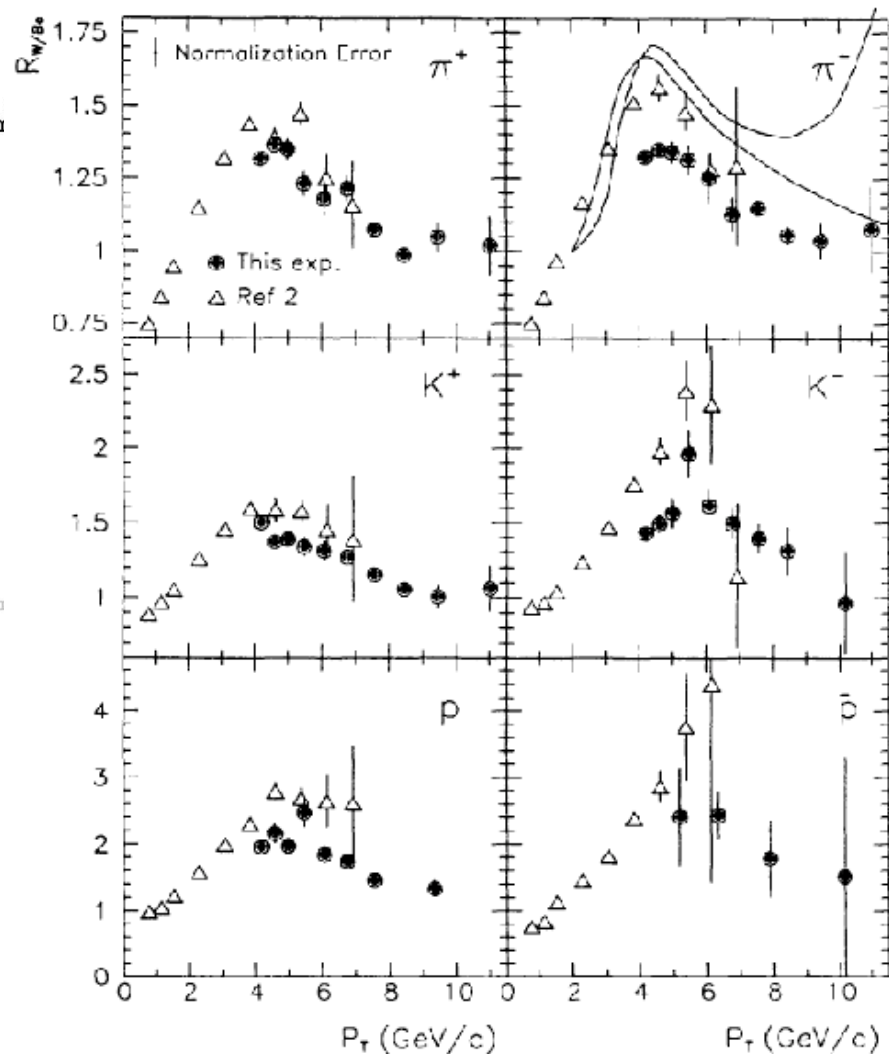 R W/Be
1.75
1.5
1.25
1
0.75
Normalization Error
π+
π-
This exp.
Ref 2
2.5
2
1.5
1
K+
K-
4
3
2
1
0
p
p̄
0 2 4 6 8 10
0 2 4 6 8 10
P_T (GeV/c)
P_T (GeV/c)